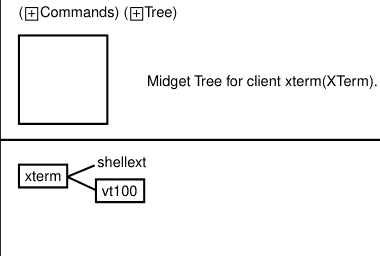 (⊞Commands) (⊞Tree)
Midget Tree for client xterm(XTerm).
shellext
xterm
vt100